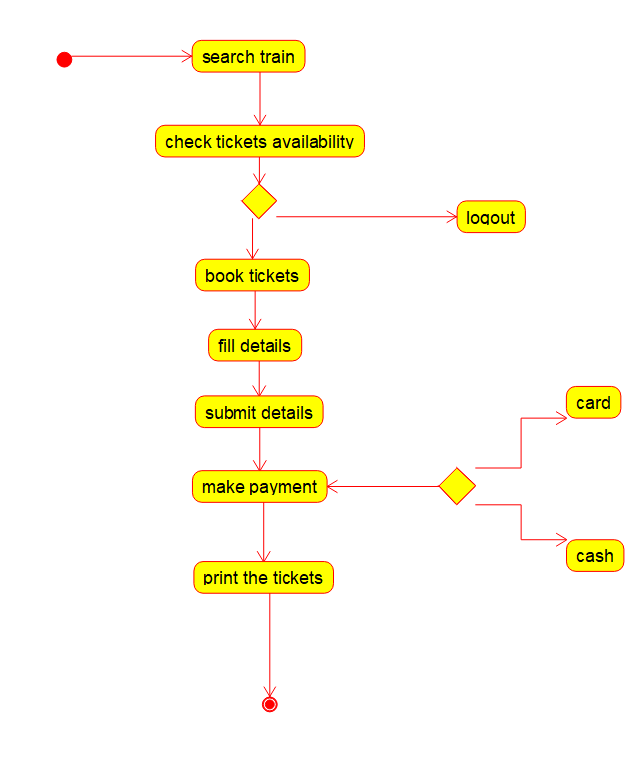 search train
check tickets availability
logout
book tickets
fill details
submit details
card
make payment
cash
print the tickets